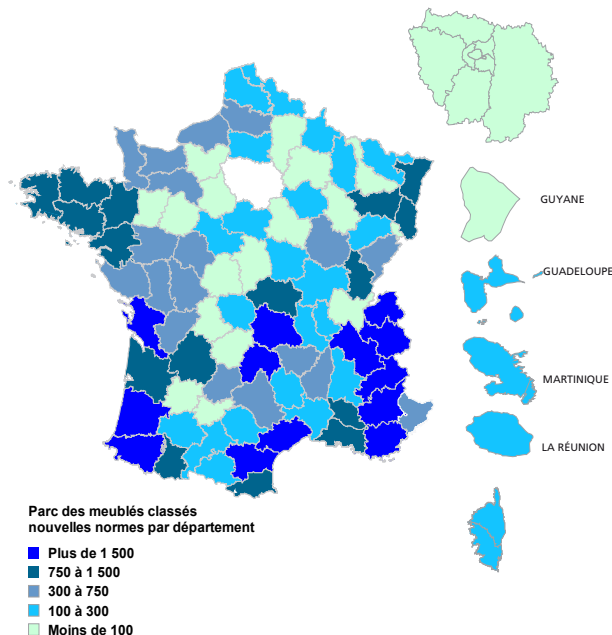 GUYANE
GUADELOUPE
MARTINIQUE
LA RÉUNION
Parc des meublés classés
nouvelles normes par département
Plus de 1 500
750 à 1 500
300 à 750
100 à 300
Moins de 100